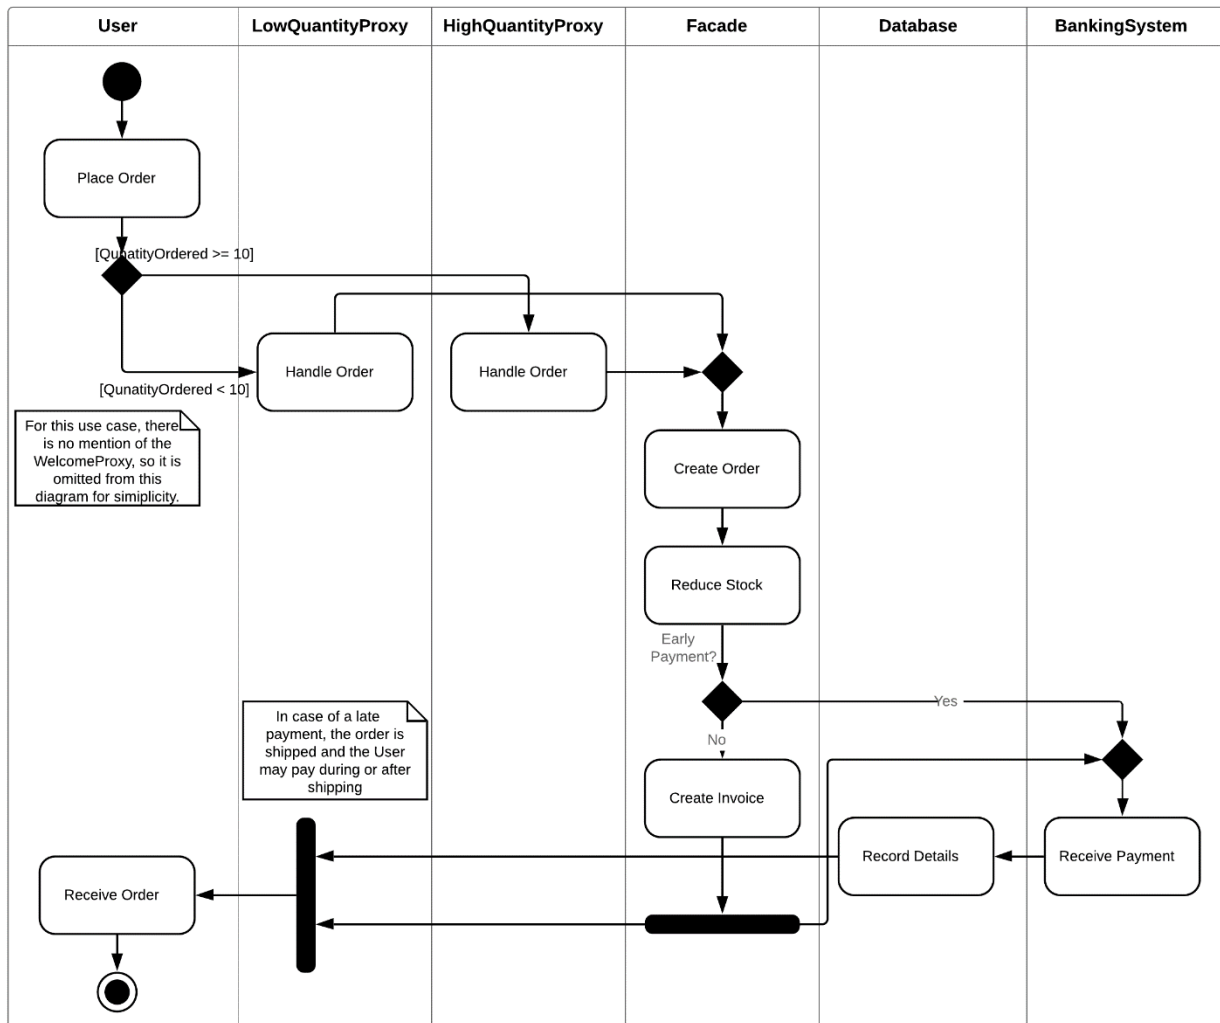 User
LowQuantityProxy
HighQuantityProxy
Facade
Database
BankingSystem
Place Order
[QunatityOrdered >= 10]
Handle Order
Handle Order
[QunatityOrdered < 10]
For this use case, there
is no mention of the
WelcomeProxy, so it is
omitted from this
diagram for simiplicity.
Create Order
Reduce Stock
Early
Payment?
Yes
No
In case of a late
payment, the order is
shipped and the User
may pay during or after
shipping
Create Invoice
Record Details
Receive Payment
Receive Order